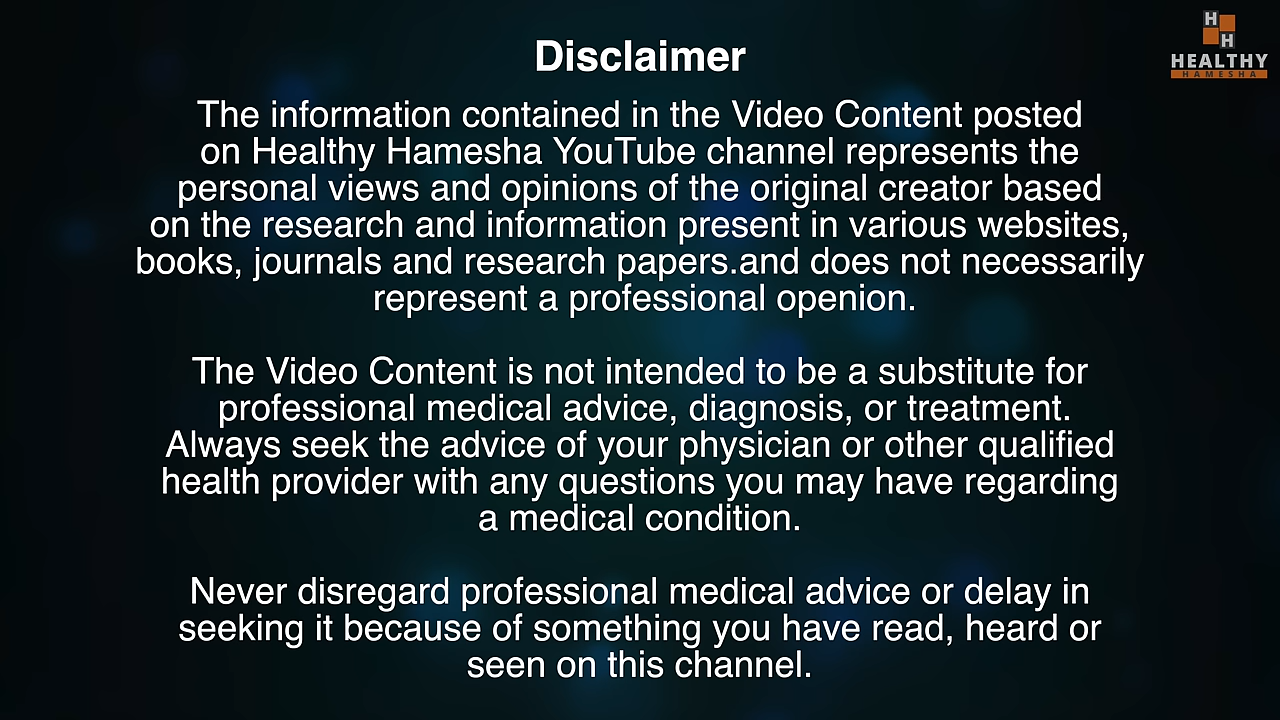 H
H
HEALTHY
HAMESHA
Disclaimer
The information contained in the Video Content posted
on Healthy Hamesha YouTube channel represents the
personal views and opinions of the original creator based
on the research and information present in various websites,
books, journals and research papers.and does not necessarily
represent a professional openion.
The Video Content is not intended to be a substitute for
professional medical advice, diagnosis, or treatment.
Always seek the advice of your physician or other qualified
health provider with any questions you may have regarding
a medical condition.
Never disregard professional medical advice or delay in
seeking it because of something you have read, heard or
seen on this channel.